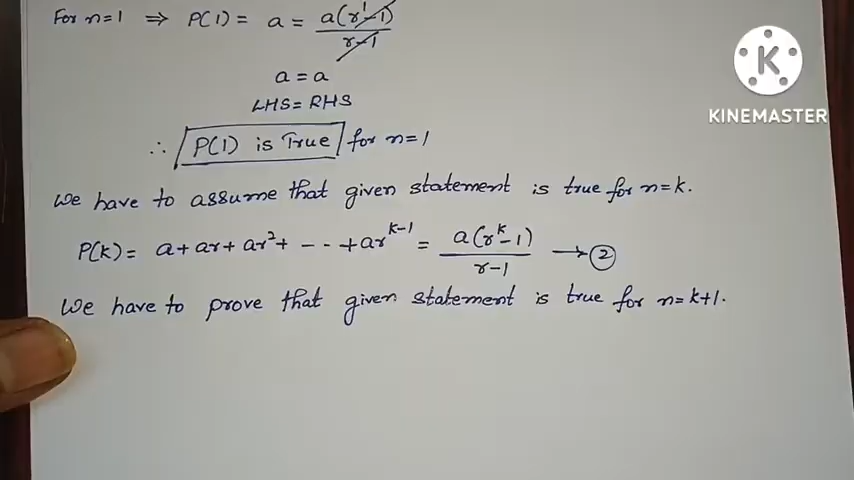 For n=1 ⇒ P(1) = a = a(r¹-1)/r-1
a = a
LHS = RHS
∴ P(1) is True for n=1
We have to assume that given statement is true for n=k.
P(k) = a + ar + ar² + - - - + ar^(k-1) = a(r^k-1)/r-1 → ②
We have to prove that given statement is true for n=k+1.
K
KINEMASTER